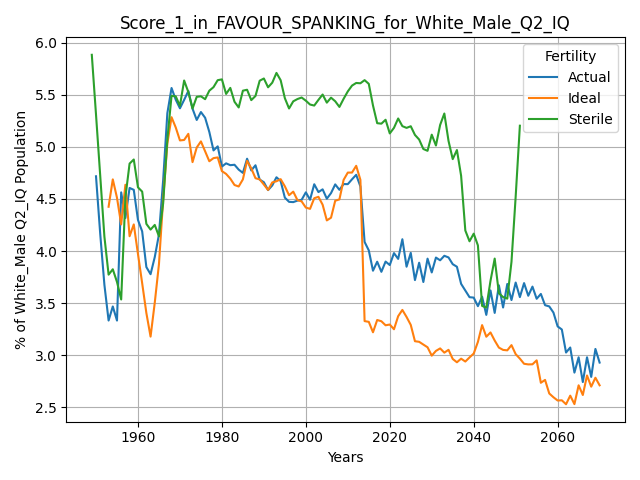 Score_1_in_FAVOUR_SPANKING_for_White_Male_Q2_IQ
% of White_Male Q2_IQ Population
6.0
5.5
5.0
4.5
4.0
3.5
3.0
2.5
Fertility
Actual
Ideal
Sterile
1960 1980 2000 2020 2040 2060
Years